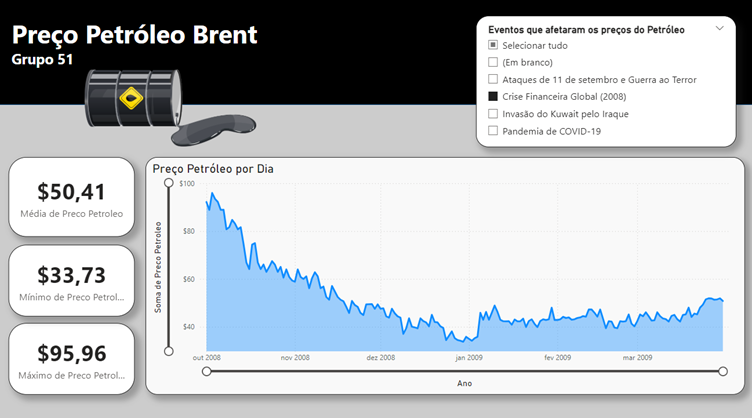 Preço Petróleo Brent
Grupo 51
Eventos que afetaram os preços do Petróleo
Selecionar tudo
(Em branco)
Ataques de 11 de setembro e Guerra ao Terror
Crise Financeira Global (2008)
Invasão do Kuwait pelo Iraque
Pandemia de COVID-19
$50,41
Média de Preco Petroleo
$33,73
Mínimo de Preco Petrol...
$95,96
Máximo de Preco Petrol...
Preço Petróleo por Dia
Soma de Preco Petroleo
$100
$80
$60
$40
out 2008
nov 2008
dez 2008
jan 2009
fev 2009
mar 2009
Ano